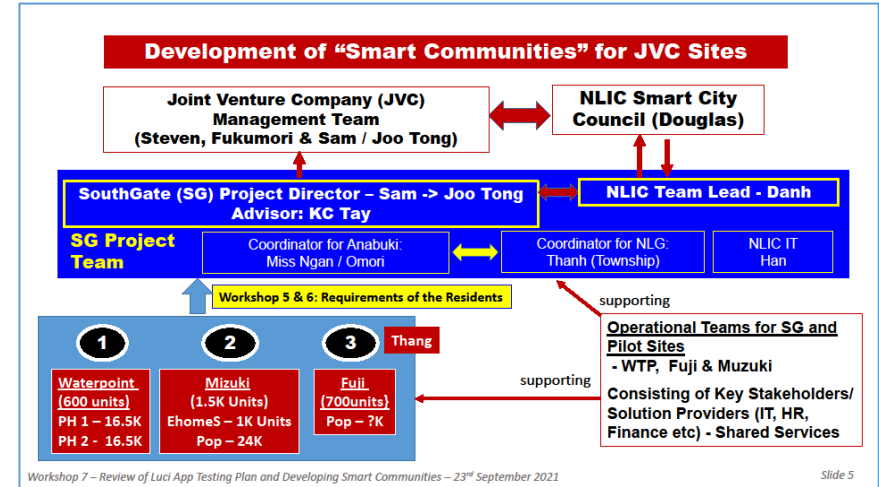 Development of “Smart Communities” for JVC Sites
Joint Venture Company (JVC)
Management Team
(Steven, Fukumori & Sam / Joo Tong)
NLIC Smart City
Council (Douglas)
SouthGate (SG) Project Director – Sam -> Joo Tong
Advisor: KC Tay
NLIC Team Lead - Danh
SG Project
Team
Coordinator for Anabuki:
Miss Ngan / Omori
Coordinator for NLG:
Thanh (Township)
NLIC IT
Han
Workshop 5 & 6: Requirements of the Residents
supporting
1
2
3
Thang
Waterpoint
(600 units)
PH 1 – 16.5K
PH 2 - 16.5K
Mizuki
(1.5K Units)
EhomeS – 1K Units
Pop – 24K
Fuji
(700units}
Pop – ?K
supporting
Operational Teams for SG and
Pilot Sites
- WTP, Fuji & Muzuki
Consisting of Key Stakeholders/
Solution Providers (IT, HR,
Finance etc) - Shared Services
Workshop 7 – Review of Luci App Testing Plan and Developing Smart Communities – 23rd September 2021
Slide 5